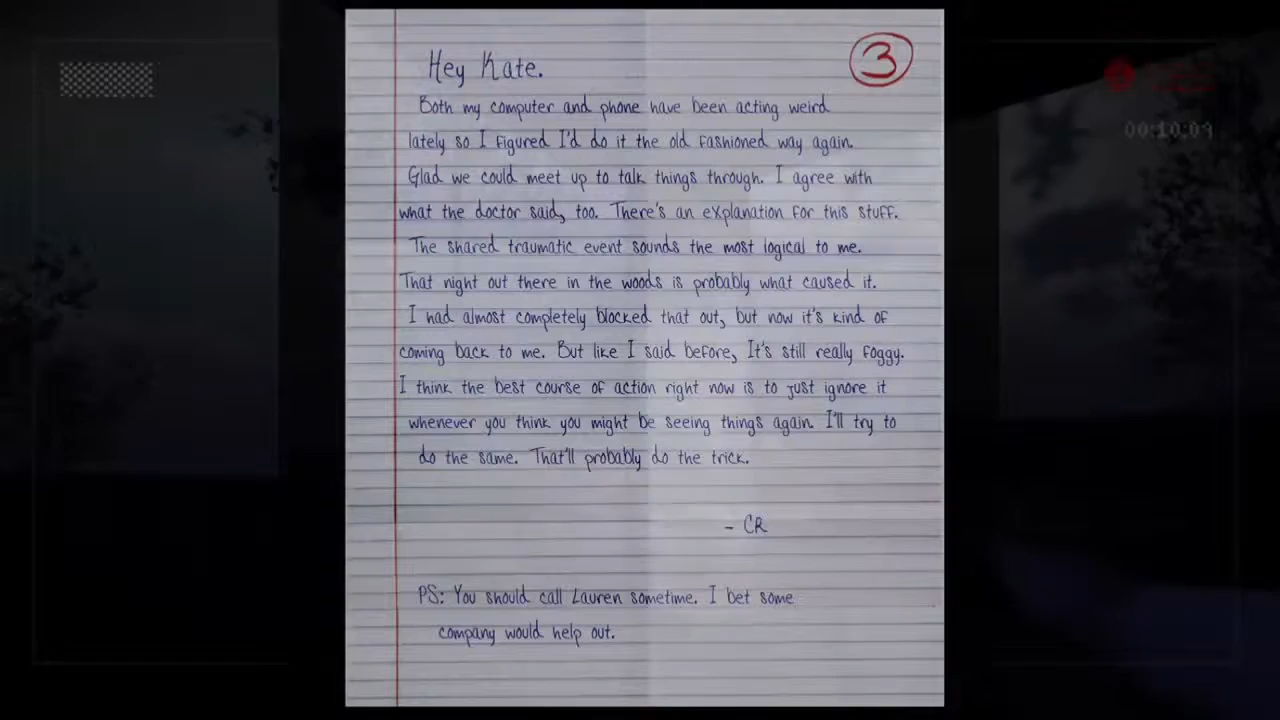 3
Hey Kate.
Both my computer and phone have been acting weird
lately so I figured I'd do it the old fashioned way again.
Glad we could meet up to talk things through. I agree with
what the doctor said, too. There's an explanation for this stuff.
The shared traumatic event sounds the most logical to me.
That night out there in the woods is probably what caused it.
I had almost completely blocked that out, but now it's kind of
coming back to me. But like I said before, It's still really foggy.
I think the best course of action right now is to just ignore it
whenever you think you might be seeing things again. I'll try to
do the same. That'll probably do the trick.
- CR
PS: You should call Lauren sometime. I bet some
company would help out.
00:10.09